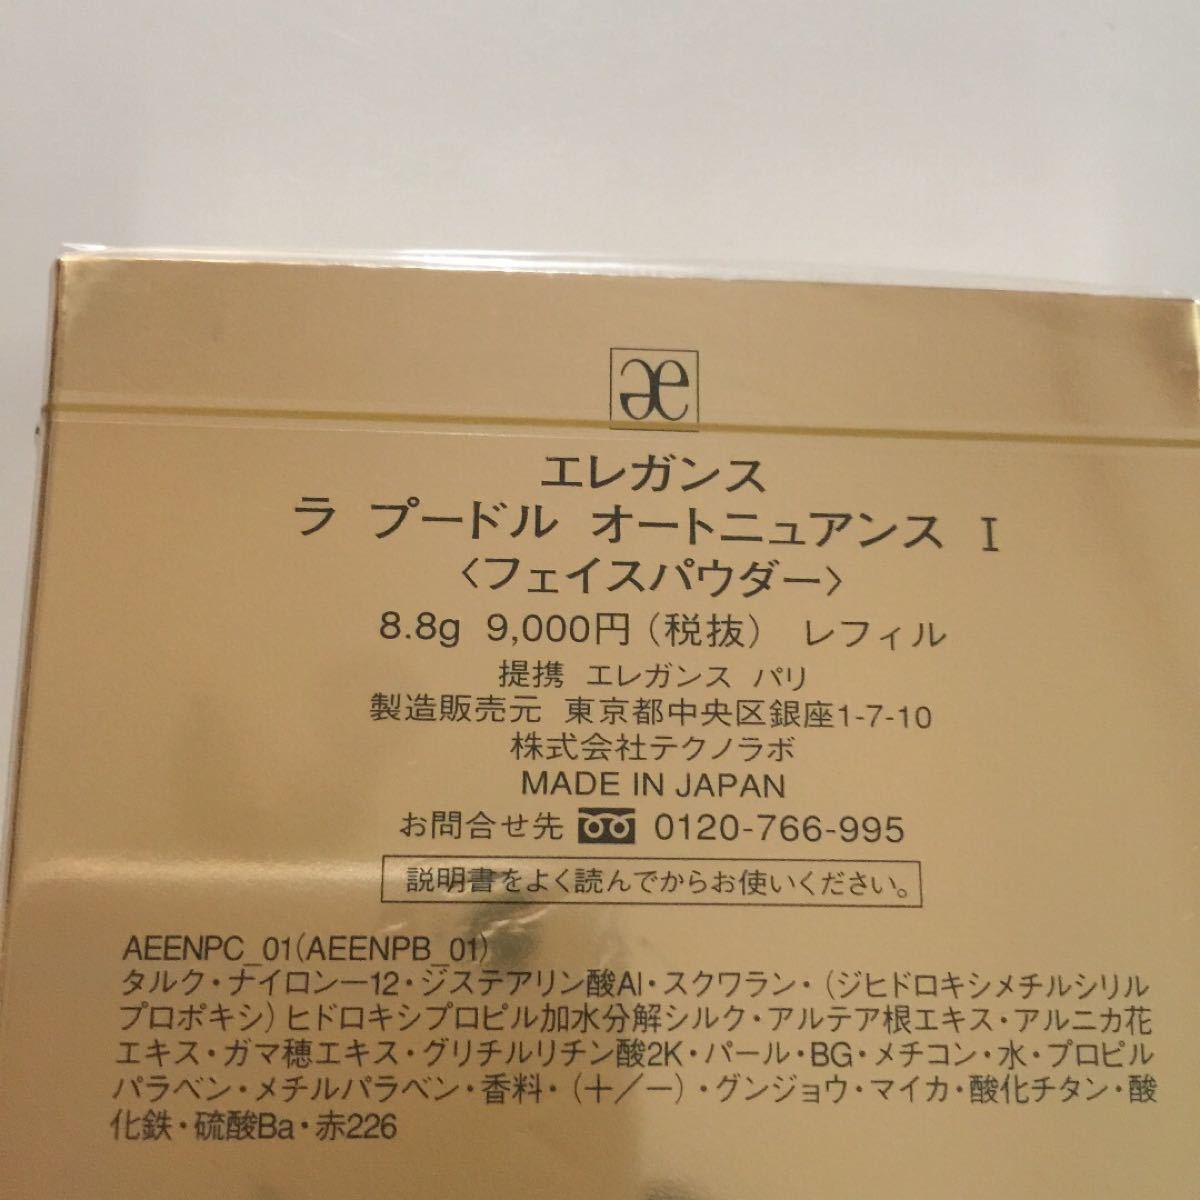 æ
エレガンス
ラ プードル オートニュアンス I
〈フェイスパウダー〉
8.8g 9,000円(税抜) レフィル
提携 エレガンス パリ
製造販売元 東京都中央区銀座1-7-10
株式会社テクノラボ
MADE IN JAPAN
お問合せ先 0120-766-995
説明書をよく読んでからお使いください。
AEENPC_01(AEENPB_01)
タルク・ナイロンー12・ジステアリン酸Al・スクワラン・(ジヒドロキシメチルシリル
プロポキシ)ヒドロキシプロピル加水分解シルク・アルテア根エキス・アルニカ花
エキス・ガマ穂エキス・グリチルリチン酸2K・パール・BG・メチコン・水・プロピル
パラベン・メチルパラベン・香料・(+/−)・グンジョウ・マイカ・酸化チタン・酸
化鉄・硫酸Ba・赤226